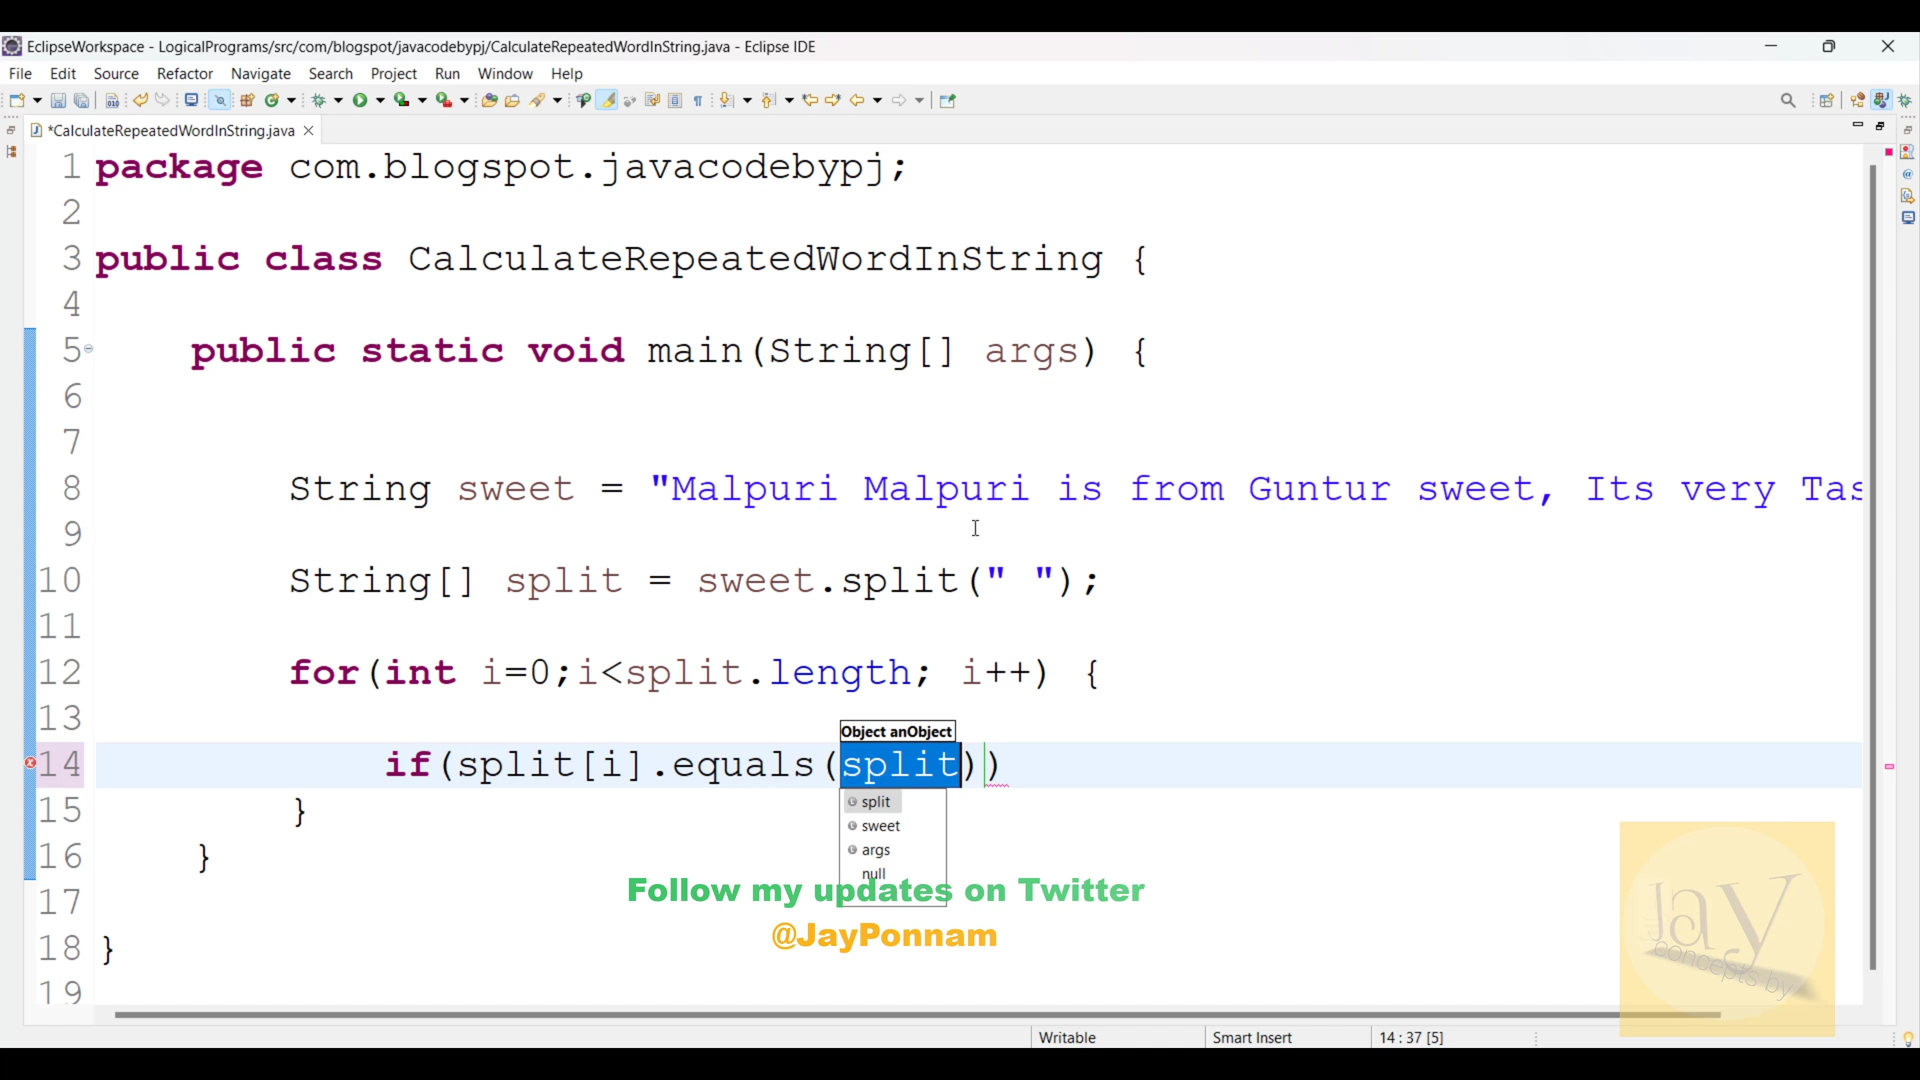 EclipseWorkspace - LogicalPrograms/src/com/blogspot/javacodebypj/CalculateRepeatedWordInString.java - Eclipse IDE
File Edit Source Refactor Navigate Search Project Run Window Help
*CalculateRepeatedWordInString.java
1 package com.blogspot.javacodebypj;
2
3 public class CalculateRepeatedWordInString {
4
5 public static void main(String[] args) {
6
7
8 String sweet = "Malpuri Malpuri is from Guntur sweet, Its very Tas
9
10 String[] split = sweet.split(" ");
11
12 for(int i=0;i<split.length; i++) {
13
Object anObject
14 if(split[i].equals(split))
split
15 }
sweet
args
16 }
null
Follow my updates on Twitter
17
@JayPonnam
18 }
19
Jay
concepts by
Writable Smart Insert 14 : 37 [5]